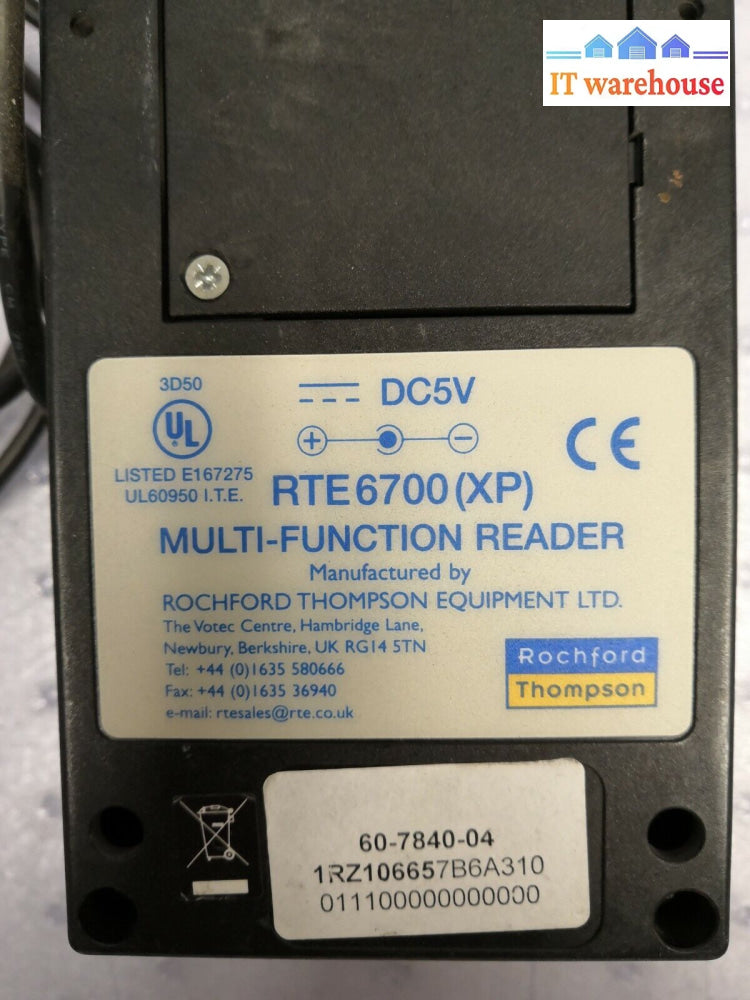 IT warehouse
3D50
UL
LISTED E167275
UL60950 I.T.E.
DC5V
+ −
CE
RTE6700(XP)
MULTI-FUNCTION READER
Manufactured by
ROCHFORD THOMPSON EQUIPMENT LTD.
The Votec Centre, Hambridge Lane,
Newbury, Berkshire, UK RG14 5TN
Tel: +44 (0)1635 580666
Fax: +44 (0)1635 36940
e-mail: rtesales@rte.co.uk
Rochford
Thompson
60-7840-04
1RZ106657B6A310
011100000000000